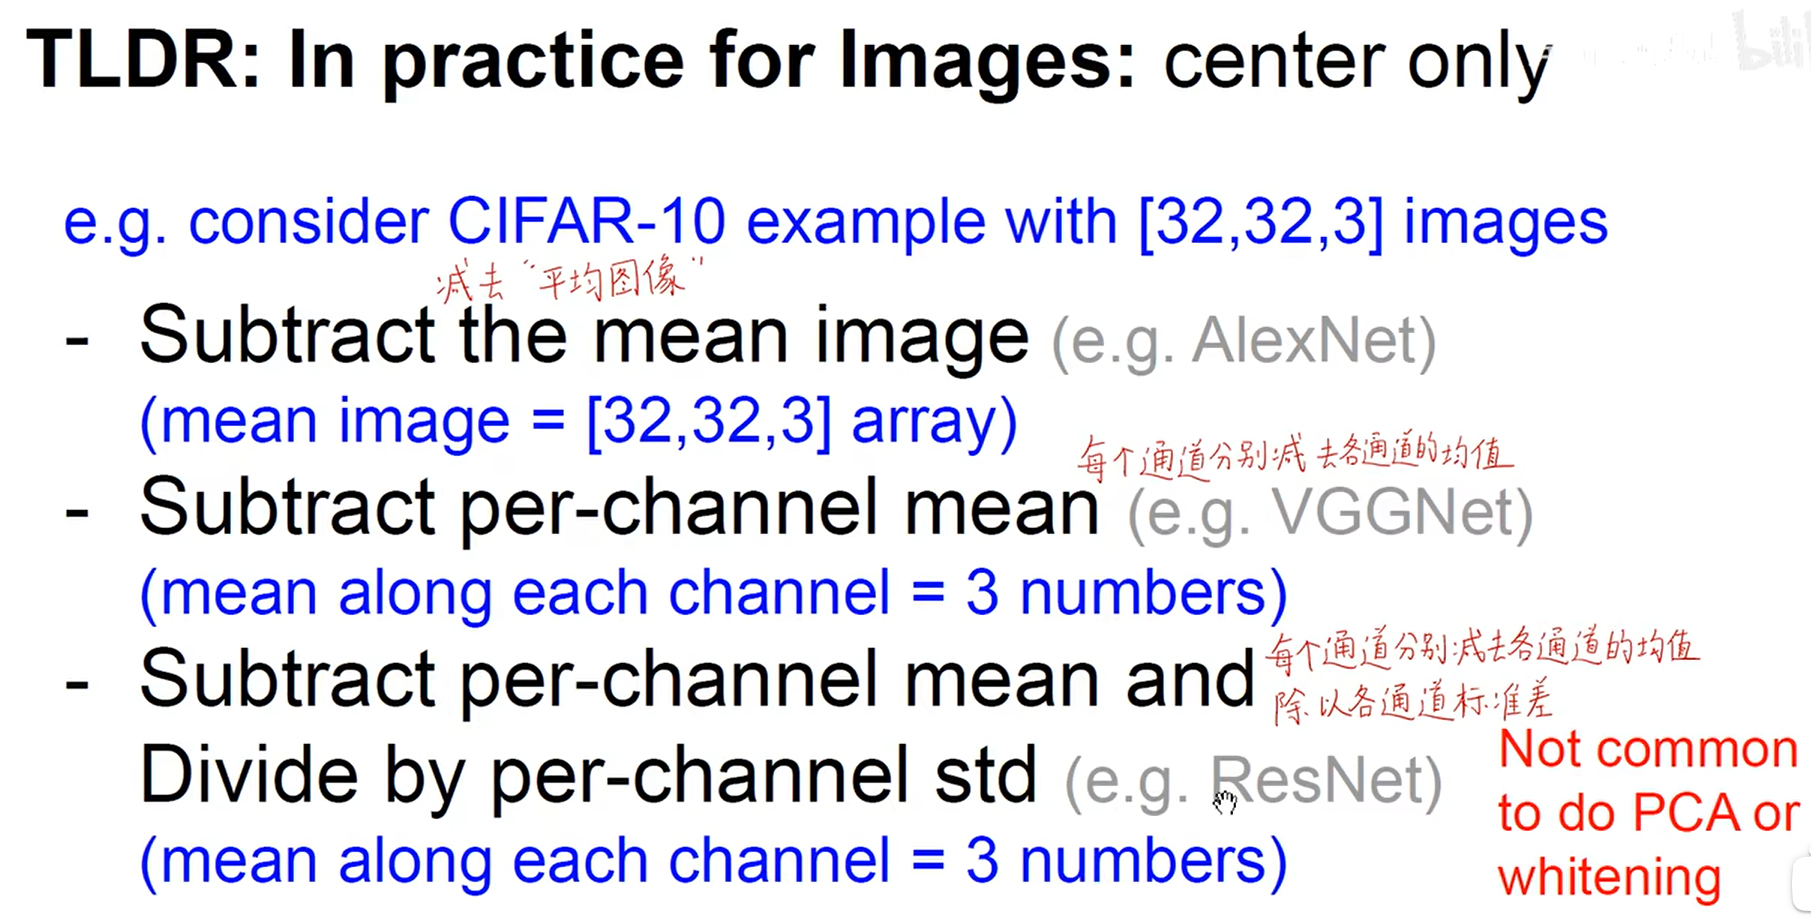 TLDR: In practice for Images: center only
bili
e.g. consider CIFAR-10 example with [32,32,3] images
减去“平均图像”
- Subtract the mean image (e.g. AlexNet)
(mean image = [32,32,3] array)
每个通道分别减去各通道的均值
- Subtract per-channel mean (e.g. VGGNet)
(mean along each channel = 3 numbers)
- Subtract per-channel mean and
每个通道分别减去各通道的均值
除以各通道标准差
Divide by per-channel std (e.g. ResNet)
(mean along each channel = 3 numbers)
Not common
to do PCA or
whitening